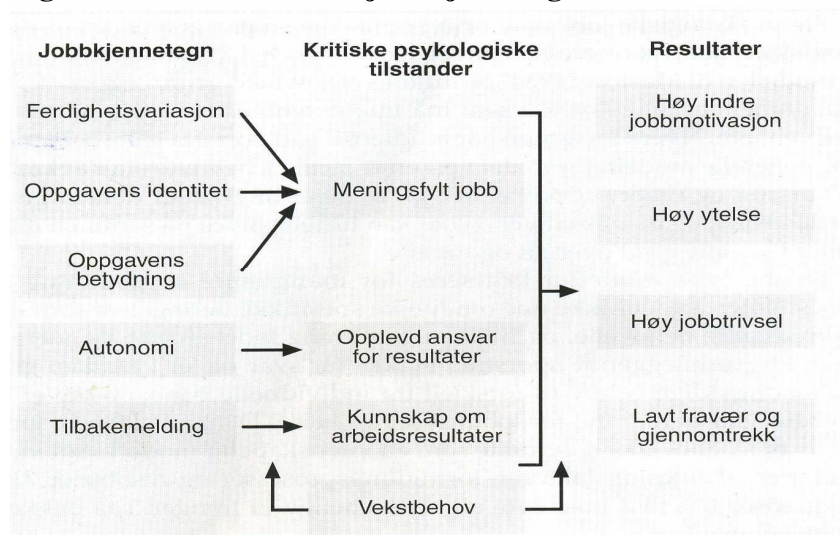 Jobbkjennetegn
Kritiske psykologiske
tilstander
Resultater
Ferdighetsvariasjon
Oppgavens identitet
Oppgavens
betydning
Autonomi
Tilbakemelding
Meningsfylt jobb
Opplevd ansvar
for resultater
Kunnskap om
arbeidsresultater
Vekstbehov
Høy indre
jobbmotivasjon
Høy ytelse
Høy jobbtrivsel
Lavt fravær og
gjennomtrekk